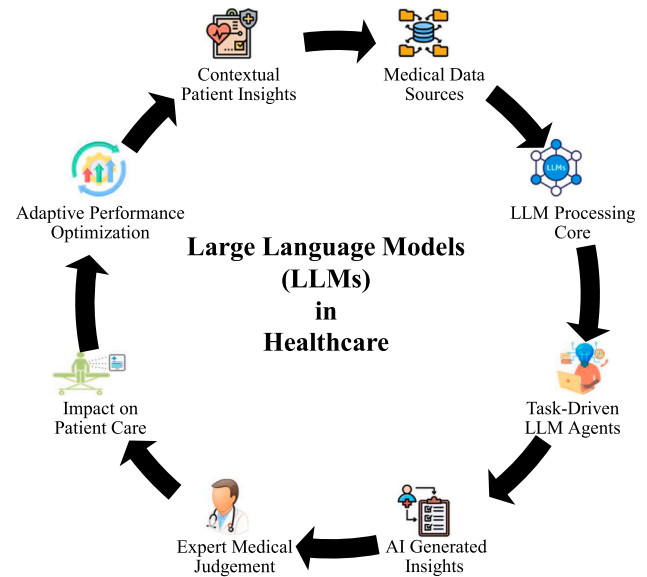 Contextual
Patient Insights
Medical Data
Sources
LLMs
LLM Processing
Core
Adaptive Performance
Optimization
Large Language Models
(LLMs)
in
Healthcare
Impact on
Patient Care
Task-Driven
LLM Agents
Expert Medical
Judgement
AI Generated
Insights